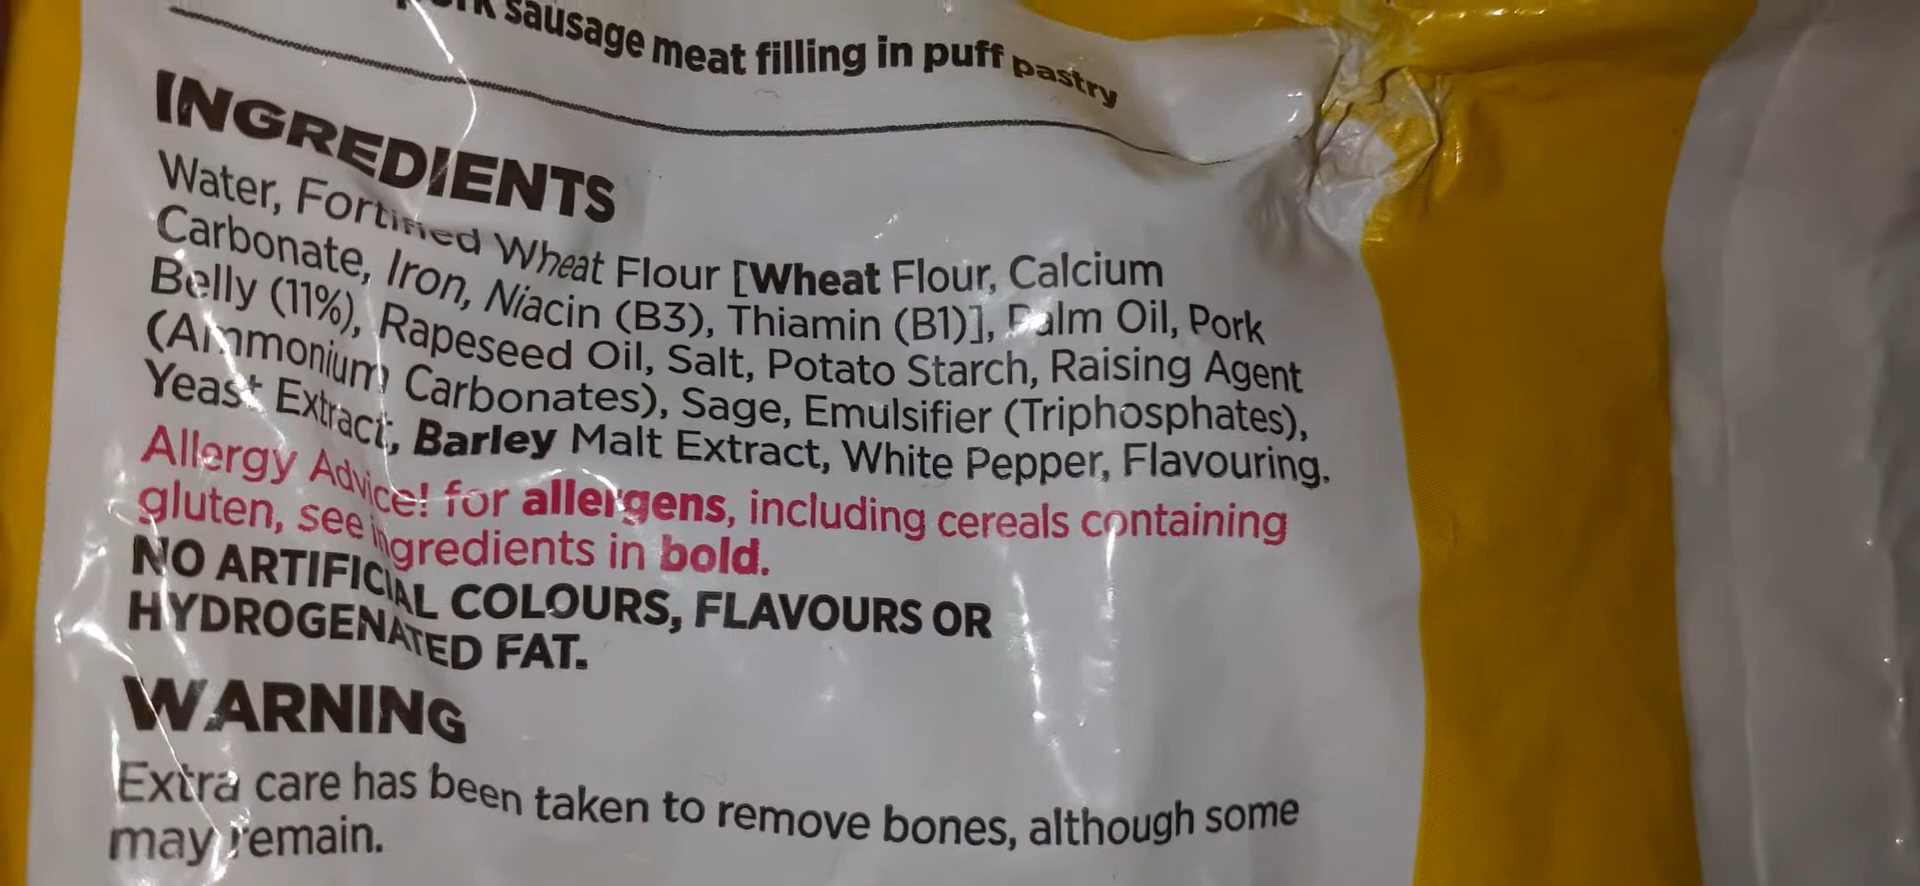 sausage meat filling in puff pastry
INGREDIENTS
Water, Fortified Wheat Flour [Wheat Flour, Calcium
Carbonate, Iron, Niacin (B3), Thiamin (B1)], Palm Oil, Pork
Belly (11%), Rapeseed Oil, Salt, Potato Starch, Raising Agent
(Ammonium Carbonates), Sage, Emulsifier (Triphosphates),
Yeast Extract, Barley Malt Extract, White Pepper, Flavouring.
Allergy Advice! for allergens, including cereals containing
gluten, see ingredients in bold.
NO ARTIFICIAL COLOURS, FLAVOURS OR
HYDROGENATED FAT.
WARNING
Extra care has been taken to remove bones, although some
may remain.